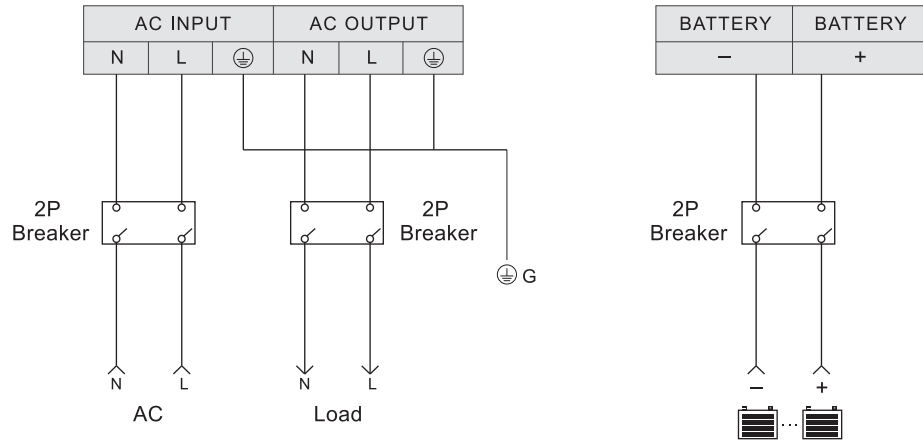 AC INPUT AC OUTPUT
N L N L
BATTERY BATTERY
− +
2P
Breaker
2P
Breaker
2P
Breaker
G
N L N L
AC Load
− +
...